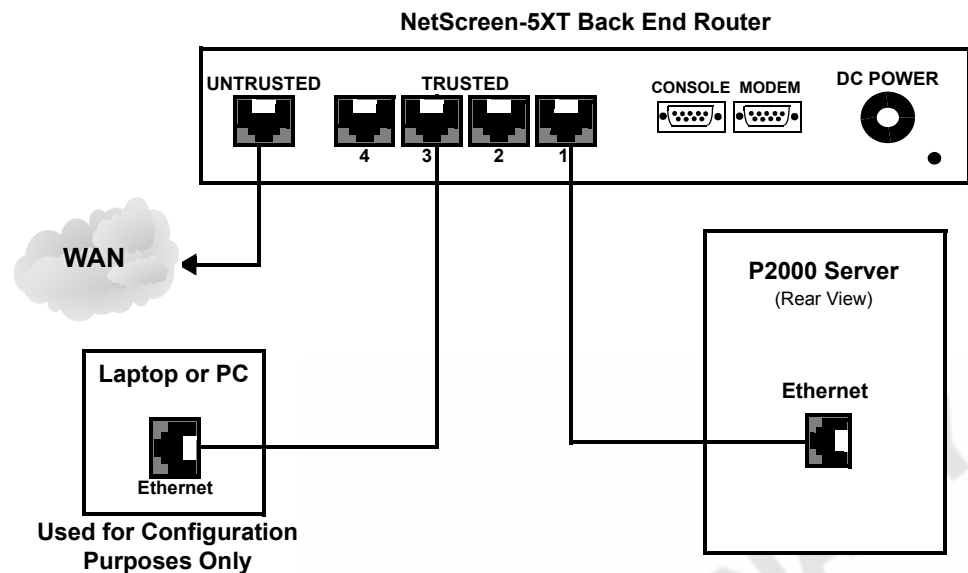 NetScreen-5XT Back End Router
UNTRUSTED
TRUSTED
CONSOLE MODEM
DC POWER
4
3
2
1
WAN
P2000 Server
(Rear View)
Ethernet
Laptop or PC
Ethernet
Used for Configuration
Purposes Only